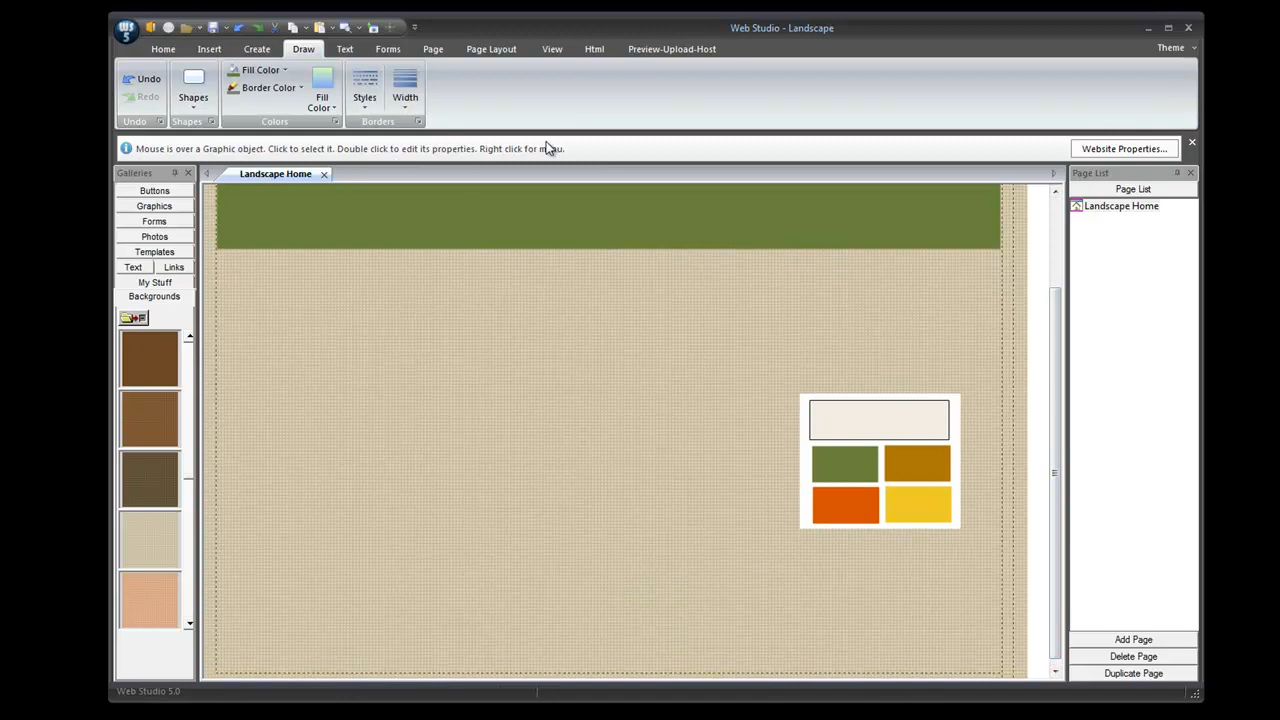 WS
5
Web Studio - Landscape
Home Insert Create Draw Text Forms Page Page Layout View Html Preview-Upload-Host Theme
Undo
Redo
Shapes
Fill Color
Border Color
Fill
Color
Styles
Width
Undo Shapes Colors Borders
Mouse is over a Graphic object. Click to select it. Double click to edit its properties. Right click for menu.
Website Properties...
Galleries
Landscape Home
Page List
Buttons
Graphics
Forms
Photos
Templates
Text Links
My Stuff
Backgrounds
Page List
Landscape Home
Add Page
Delete Page
Duplicate Page
Web Studio 5.0